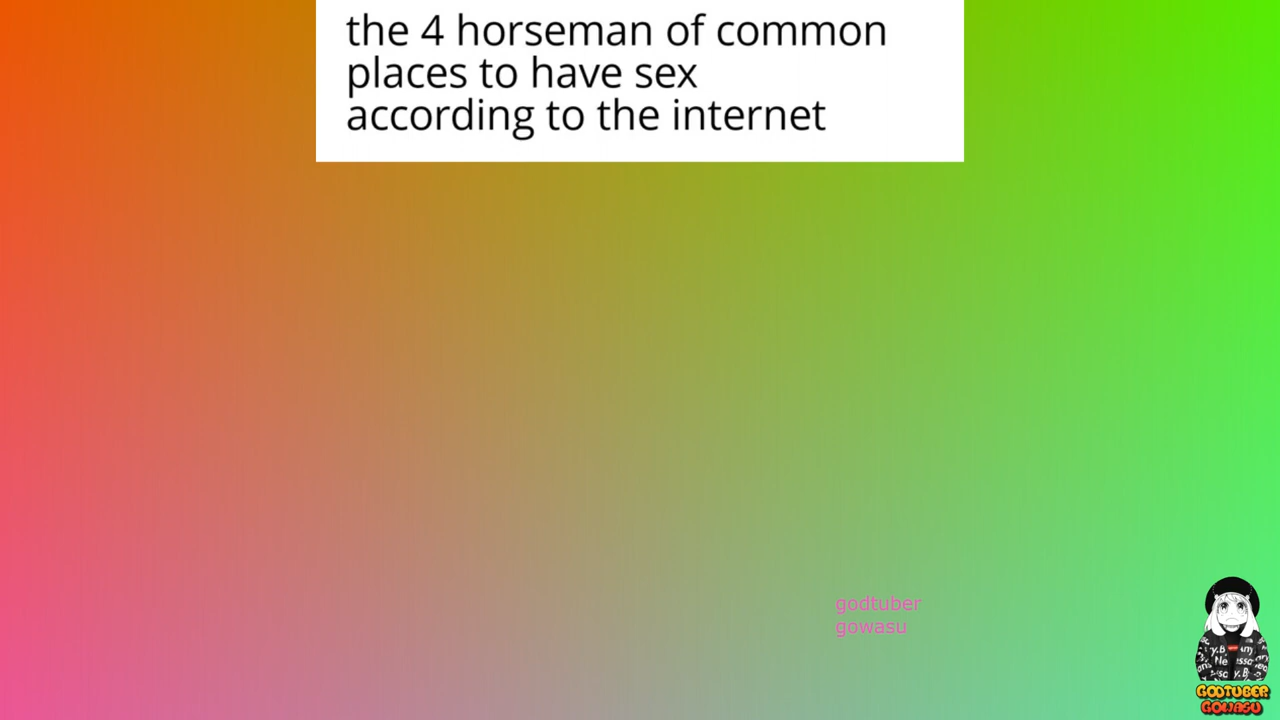 the 4 horseman of common
places to have sex
according to the internet
godtuber
gowasu
GODTUBER
GOWASU